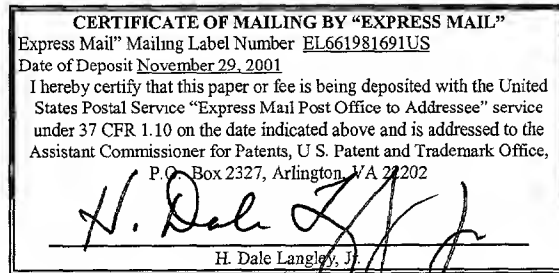 CERTIFICATE OF MAILING BY “EXPRESS MAIL”
Express Mail” Mailing Label Number EL661981691US
Date of Deposit November 29, 2001
I hereby certify that this paper or fee is being deposited with the United
States Postal Service “Express Mail Post Office to Addressee” service
under 37 CFR 1.10 on the date indicated above and is addressed to the
Assistant Commissioner for Patents, U S. Patent and Trademark Office,
P.O. Box 2327, Arlington, VA 22202
H. Dale
H. Dale Langley, Jr.